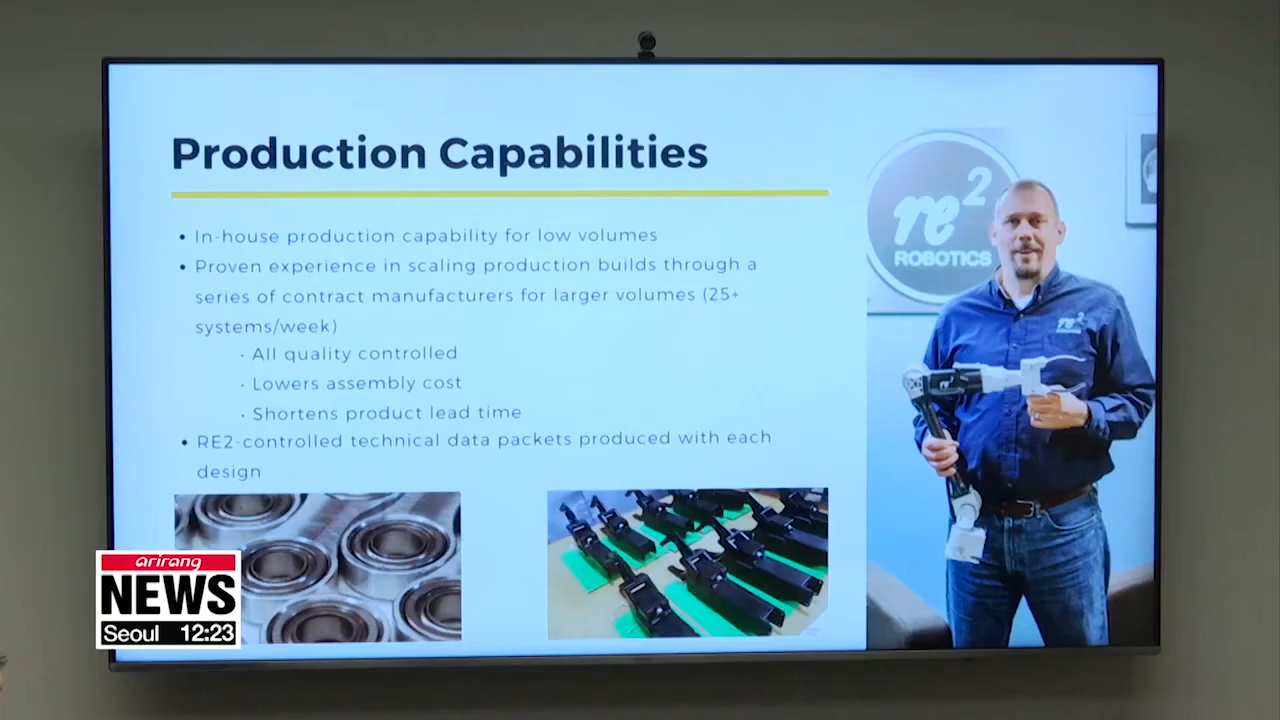 Production Capabilities
• In-house production capability for low volumes
• Proven experience in scaling production builds through a
series of contract manufacturers for larger volumes (25+
systems/week)
· All quality controlled
· Lowers assembly cost
· Shortens product lead time
• RE2-controlled technical data packets produced with each
design
re2
ROBOTICS
re2
re2
arirang
NEWS
Seoul 12:23